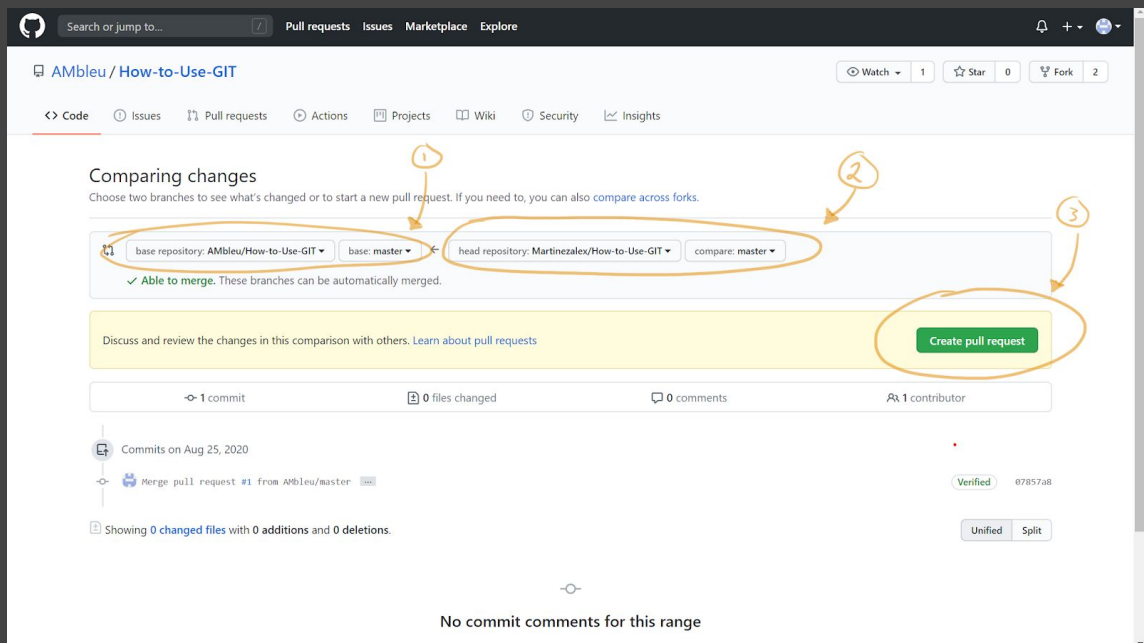 Search or jump to... /
Pull requests Issues Marketplace Explore
AMbleu / How-to-Use-GIT
Watch 1 Star 0 Fork 2
Code Issues Pull requests Actions Projects Wiki Security Insights
1
2
3
Comparing changes
Choose two branches to see what's changed or to start a new pull request. If you need to, you can also compare across forks.
base repository: AMbleu/How-to-Use-GIT base: master head repository: Martinezalex/How-to-Use-GIT compare: master
Able to merge. These branches can be automatically merged.
Discuss and review the changes in this comparison with others. Learn about pull requests Create pull request
1 commit 0 files changed 0 comments 1 contributor
Commits on Aug 25, 2020
Merge pull request #1 from AMbleu/master ... Verified 07857a8
Showing 0 changed files with 0 additions and 0 deletions. Unified Split
No commit comments for this range